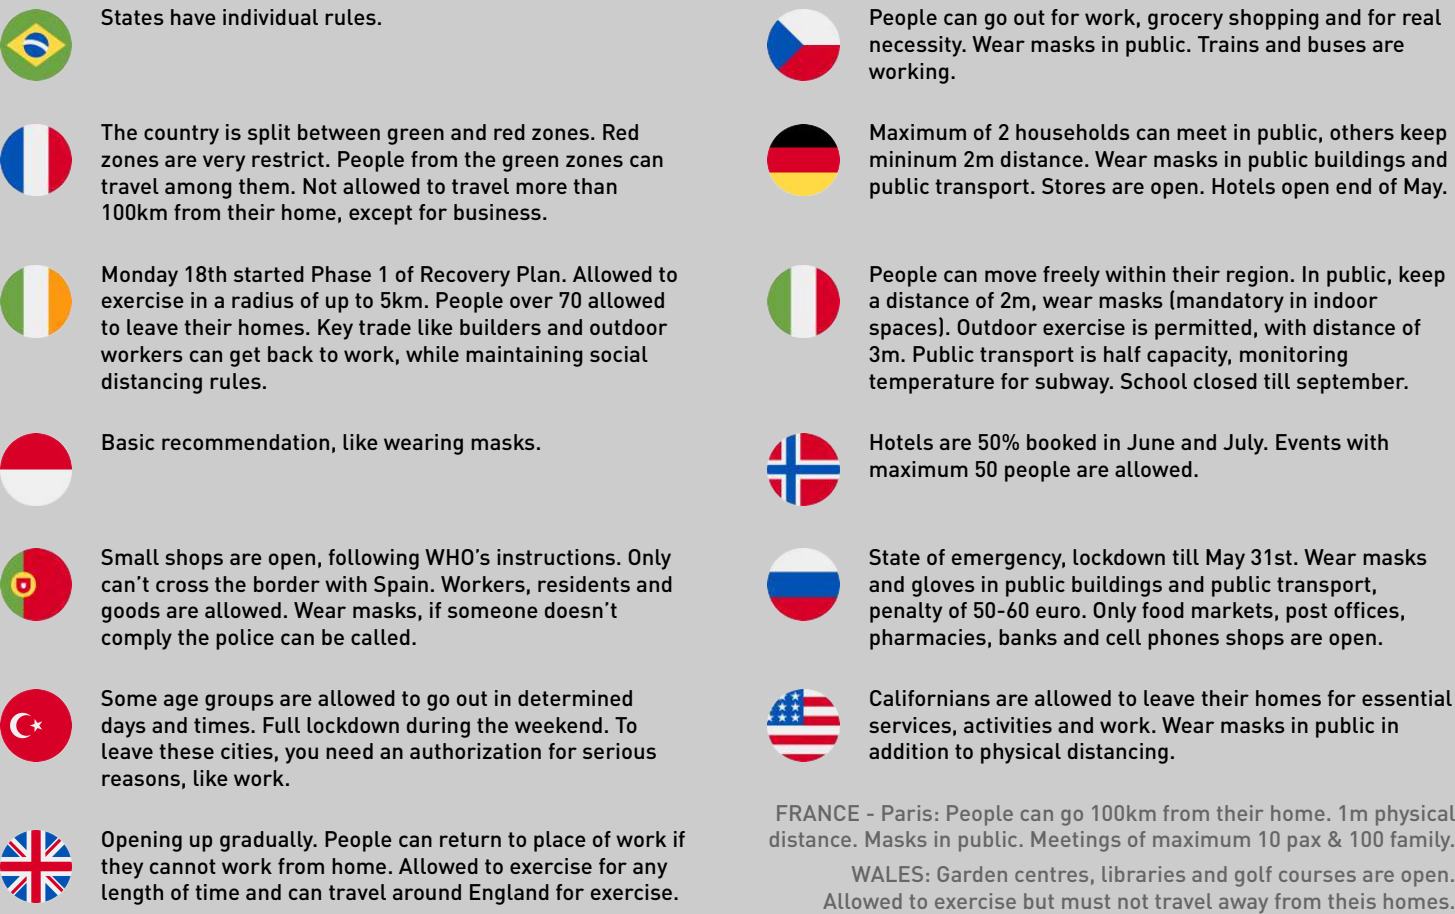 States have individual rules.
People can go out for work, grocery shopping and for real
necessity. Wear masks in public. Trains and buses are
working.
The country is split between green and red zones. Red
zones are very restrict. People from the green zones can
travel among them. Not allowed to travel more than
100km from their home, except for business.
Maximum of 2 households can meet in public, others keep
mininum 2m distance. Wear masks in public buildings and
public transport. Stores are open. Hotels open end of May.
Monday 18th started Phase 1 of Recovery Plan. Allowed to
exercise in a radius of up to 5km. People over 70 allowed
to leave their homes. Key trade like builders and outdoor
workers can get back to work, while maintaining social
distancing rules.
People can move freely within their region. In public, keep
a distance of 2m, wear masks (mandatory in indoor
spaces). Outdoor exercise is permitted, with distance of
3m. Public transport is half capacity, monitoring
temperature for subway. School closed till september.
Basic recommendation, like wearing masks.
Hotels are 50% booked in June and July. Events with
maximum 50 people are allowed.
Small shops are open, following WHO's instructions. Only
can't cross the border with Spain. Workers, residents and
goods are allowed. Wear masks, if someone doesn't
comply the police can be called.
State of emergency, lockdown till May 31st. Wear masks
and gloves in public buildings and public transport,
penalty of 50-60 euro. Only food markets, post offices,
pharmacies, banks and cell phones shops are open.
Some age groups are allowed to go out in determined
days and times. Full lockdown during the weekend. To
leave these cities, you need an authorization for serious
reasons, like work.
Californians are allowed to leave their homes for essential
services, activities and work. Wear masks in public in
addition to physical distancing.
Opening up gradually. People can return to place of work if
they cannot work from home. Allowed to exercise for any
length of time and can travel around England for exercise.
FRANCE - Paris: People can go 100km from their home. 1m physical
distance. Masks in public. Meetings of maximum 10 pax & 100 family.
WALES: Garden centres, libraries and golf courses are open.
Allowed to exercise but must not travel away from theis homes.